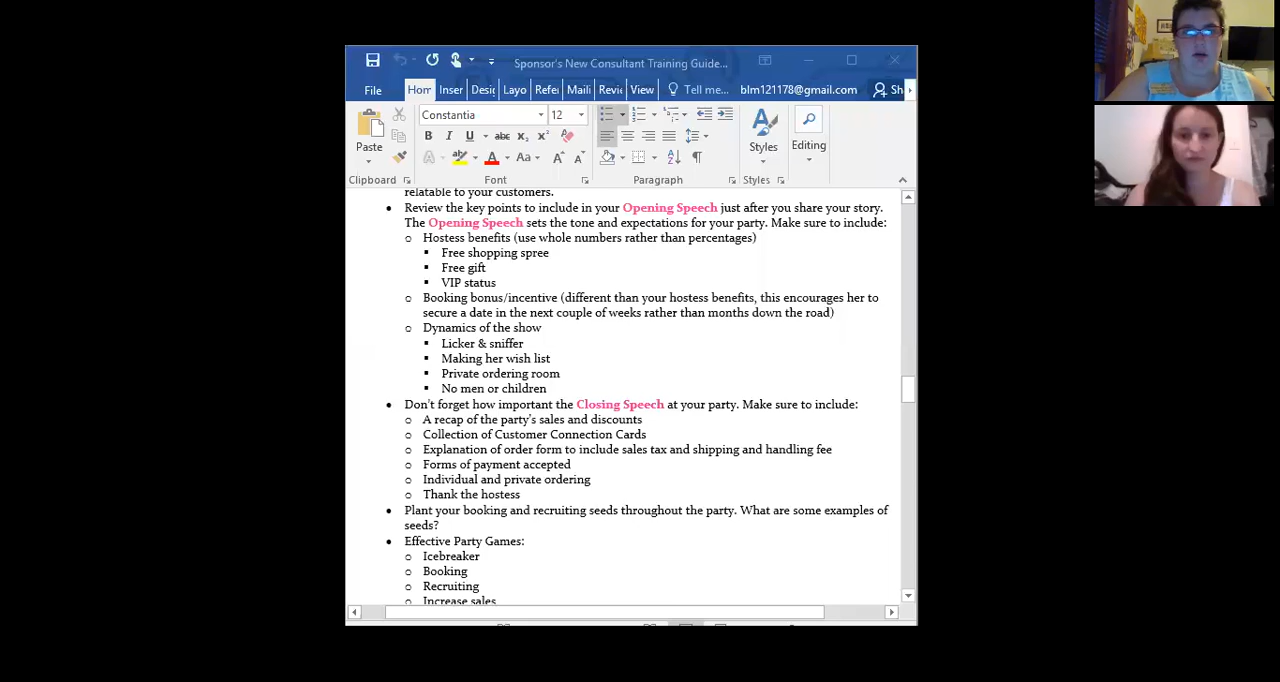 Sponsor's New Consultant Training Guide...
File Hor Inser Desig Layo Refe Maili Revi View Tell me... blm121178@gmail.com Sh
Constantia 12
Paste Styles Editing
Clipboard Font Paragraph Styles
relatable to your customers.
• Review the key points to include in your Opening Speech just after you share your story.
The Opening Speech sets the tone and expectations for your party. Make sure to include:
o Hostess benefits (use whole numbers rather than percentages)
▪ Free shopping spree
▪ Free gift
▪ VIP status
o Booking bonus/incentive (different than your hostess benefits, this encourages her to
secure a date in the next couple of weeks rather than months down the road)
o Dynamics of the show
▪ Licker & sniffer
▪ Making her wish list
▪ Private ordering room
▪ No men or children
• Don't forget how important the Closing Speech at your party. Make sure to include:
o A recap of the party's sales and discounts
o Collection of Customer Connection Cards
o Explanation of order form to include sales tax and shipping and handling fee
o Forms of payment accepted
o Individual and private ordering
o Thank the hostess
• Plant your booking and recruiting seeds throughout the party. What are some examples of
seeds?
• Effective Party Games:
o Icebreaker
o Booking
o Recruiting
o Increase sales